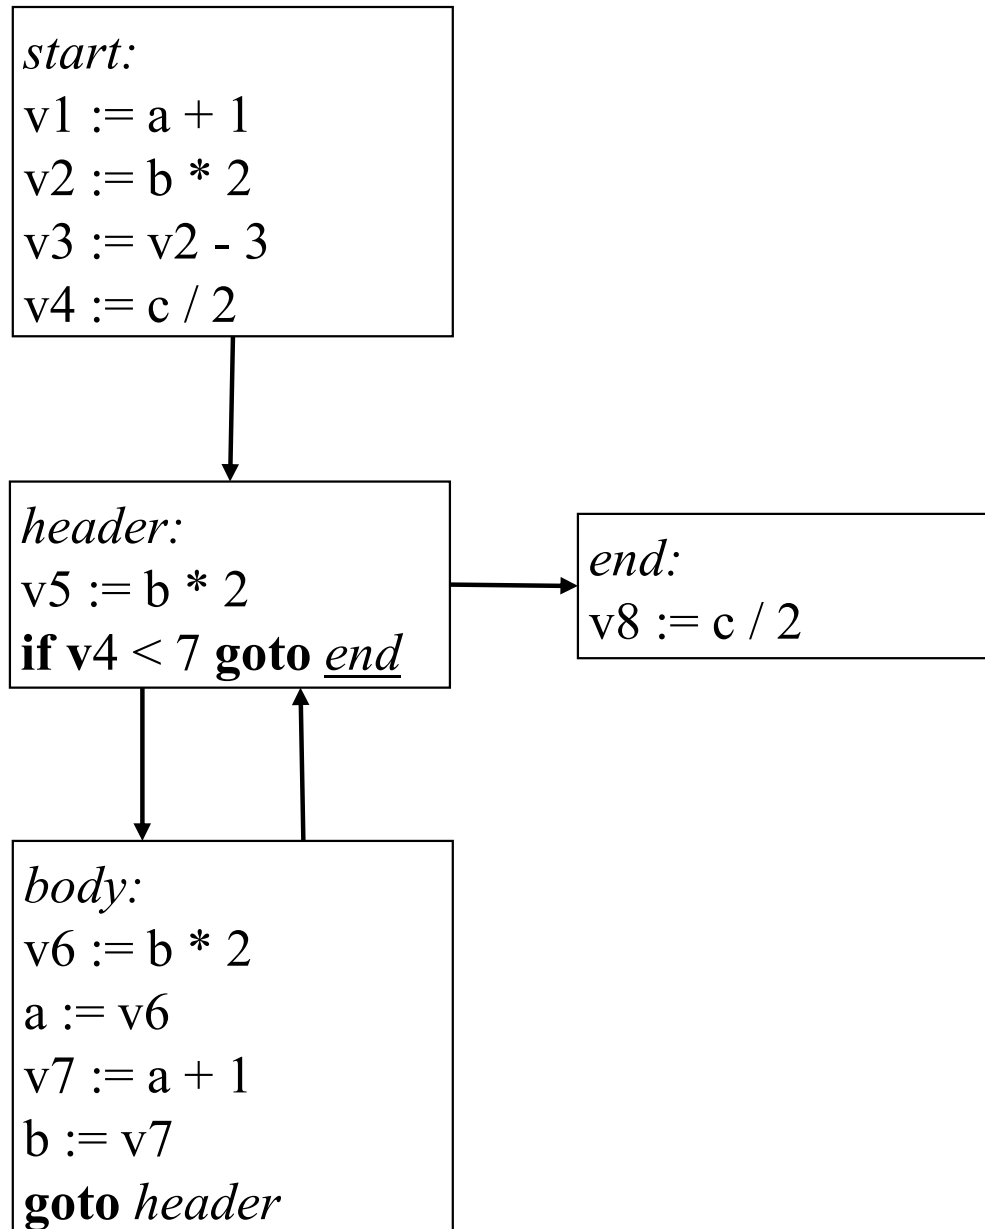 start:
v1 := a + 1
v2 := b * 2
v3 := v2 - 3
v4 := c / 2
header:
v5 := b * 2
if v4 < 7 goto end
end:
v8 := c / 2
body:
v6 := b * 2
a := v6
v7 := a + 1
b := v7
goto header